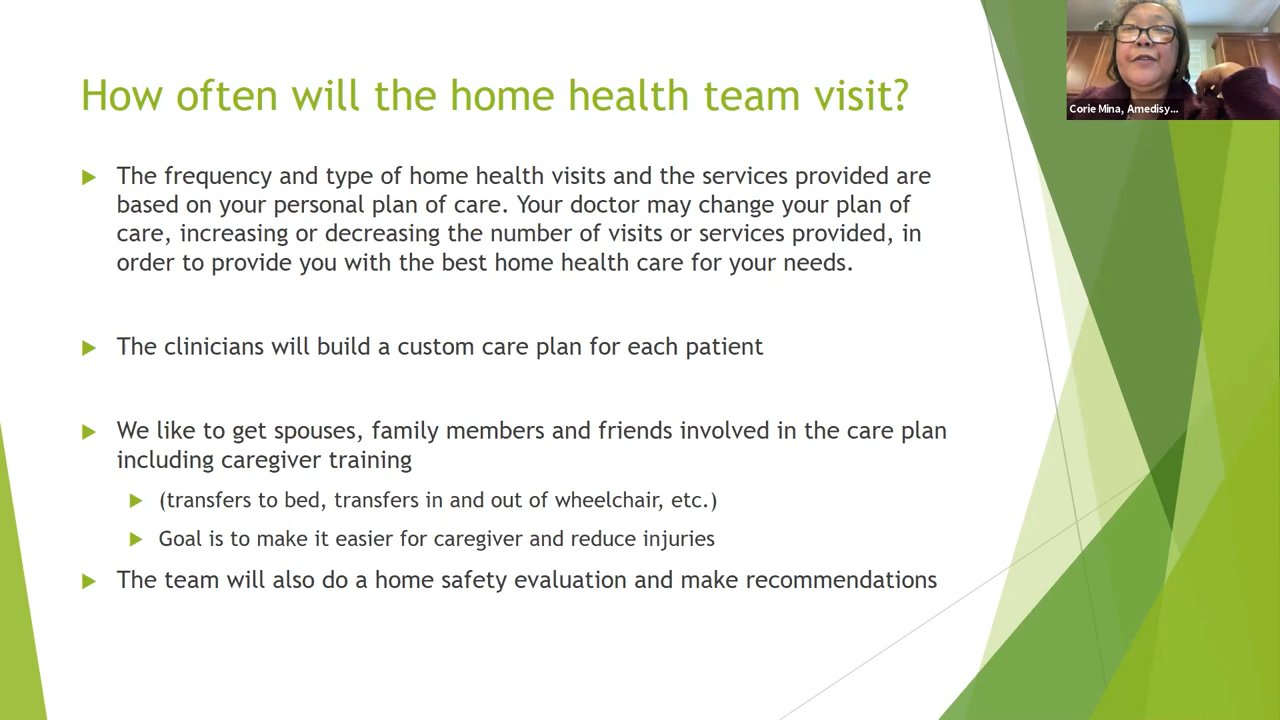 How often will the home health team visit?
The frequency and type of home health visits and the services provided are
based on your personal plan of care. Your doctor may change your plan of
care, increasing or decreasing the number of visits or services provided, in
order to provide you with the best home health care for your needs.
The clinicians will build a custom care plan for each patient
We like to get spouses, family members and friends involved in the care plan
including caregiver training
(transfers to bed, transfers in and out of wheelchair, etc.)
Goal is to make it easier for caregiver and reduce injuries
The team will also do a home safety evaluation and make recommendations
Corie Mina, Amedisy...